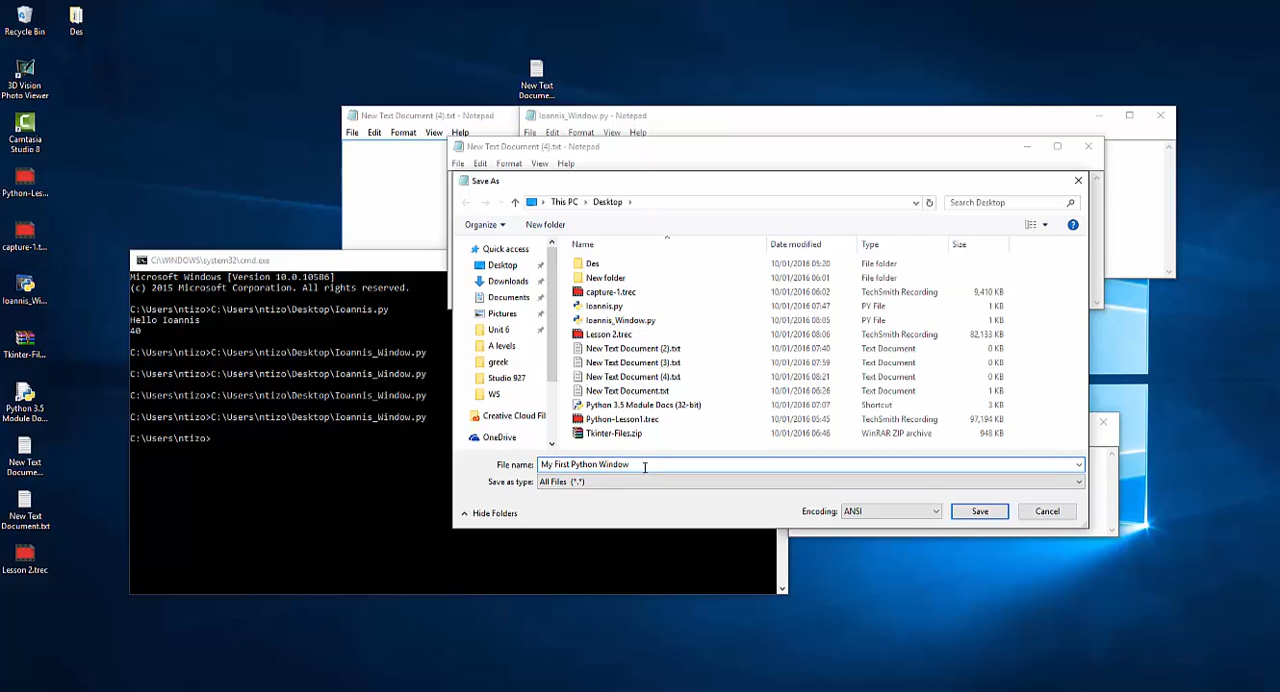 Recycle Bin
Des
3D Vision
Photo Viewer
Camtasia
Studio 8
Python-Les...
capture-1.t...
Ioannis_Wi...
Tkinter-Fil...
Python 3.5
Module Do...
New Text
Docume...
New Text
Document.txt
Lesson 2.trec
New Text
Docume...
New Text Document (4).txt - Notepad
File Edit Format View Help
Ioannis_Window.py - Notepad
File Edit Format View Help
New Text Document (4).txt - Notepad
File Edit Format View Help
C:\WINDOWS\system32\cmd.exe
Microsoft Windows [Version 10.0.10586]
(c) 2015 Microsoft Corporation. All rights reserved.
C:\Users\ntizo>C:\Users\ntizo\Desktop\Ioannis.py
Hello Ioannis
40
C:\Users\ntizo>C:\Users\ntizo\Desktop\Ioannis_Window.py
C:\Users\ntizo>C:\Users\ntizo\Desktop\Ioannis_Window.py
C:\Users\ntizo>C:\Users\ntizo\Desktop\Ioannis_Window.py
C:\Users\ntizo>C:\Users\ntizo\Desktop\Ioannis_Window.py
C:\Users\ntizo>
Save As
This PC Desktop
Search Desktop
Organize New folder
Quick access
Desktop
Downloads
Documents
Pictures
Unit 6
A levels
greek
Studio 927
WS
Creative Cloud Fil
OneDrive
Name Date modified Type Size
Des 10/01/2016 05:20 File folder
New folder 10/01/2016 06:01 File folder
capture-1.trec 10/01/2016 06:02 TechSmith Recording 9,410 KB
Ioannis.py 10/01/2016 07:47 PY File 1 KB
Ioannis_Window.py 10/01/2016 08:05 PY File 1 KB
Lesson 2.trec 10/01/2016 08:06 TechSmith Recording 82,133 KB
New Text Document (2).txt 10/01/2016 07:40 Text Document 0 KB
New Text Document (3).txt 10/01/2016 07:59 Text Document 0 KB
New Text Document (4).txt 10/01/2016 08:21 Text Document 0 KB
New Text Document.txt 10/01/2016 06:26 Text Document 1 KB
Python 3.5 Module Docs (32-bit) 10/01/2016 07:07 Shortcut 3 KB
Python-Lesson1.trec 10/01/2016 05:45 TechSmith Recording 97,194 KB
Tkinter-Files.zip 10/01/2016 06:46 WinRAR ZIP archive 948 KB
File name: My First Python Window
Save as type: All Files (*.*)
Hide Folders
Encoding: ANSI
Save
Cancel